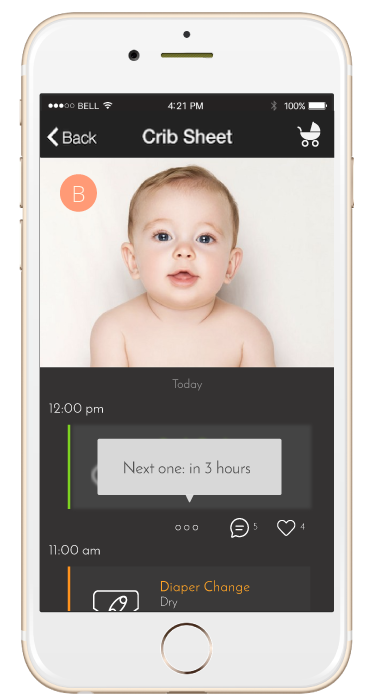 BELL 4:21 PM 100%
Back Crib Sheet
B
Today
12:00 pm
Next one: in 3 hours
5 4
11:00 am
Diaper Change
Dry